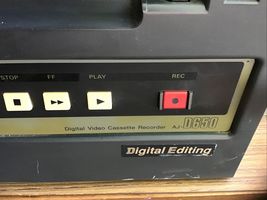 STOP FF PLAY REC
Digital Video Cassette Recorder AJ-D650
Digital Editing